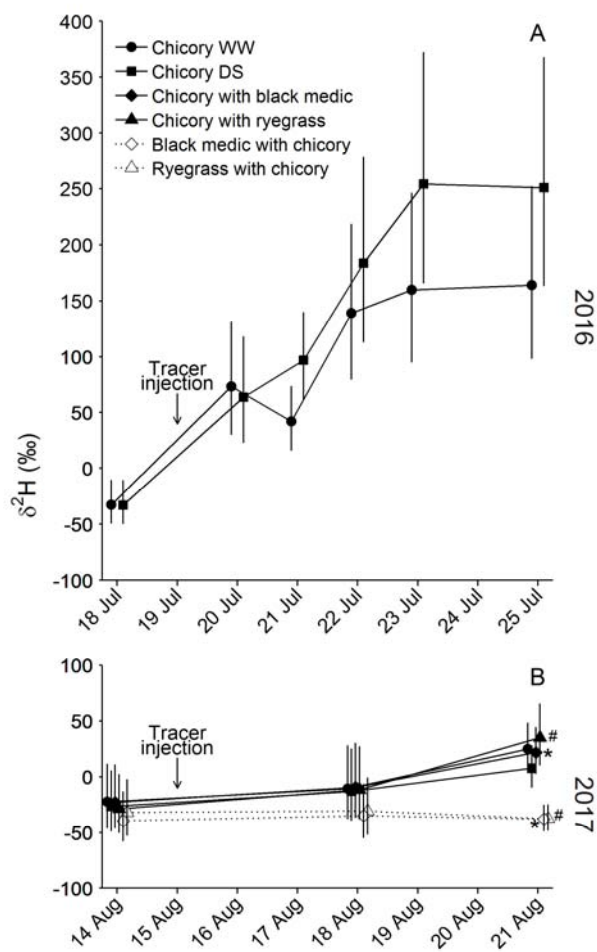 A
Chicory WW
Chicory DS
Chicory with black medic
Chicory with ryegrass
Black medic with chicory
Ryegrass with chicory
400
350
300
250
200
150
100
50
0
-50
-100
Tracer
injection
2016
δ²H (‰)
18 Jul
19 Jul
20 Jul
21 Jul
22 Jul
23 Jul
24 Jul
25 Jul
B
100
50
0
-50
-100
Tracer
injection
#
*
*
#
2017
14 Aug
15 Aug
16 Aug
17 Aug
18 Aug
19 Aug
20 Aug
21 Aug